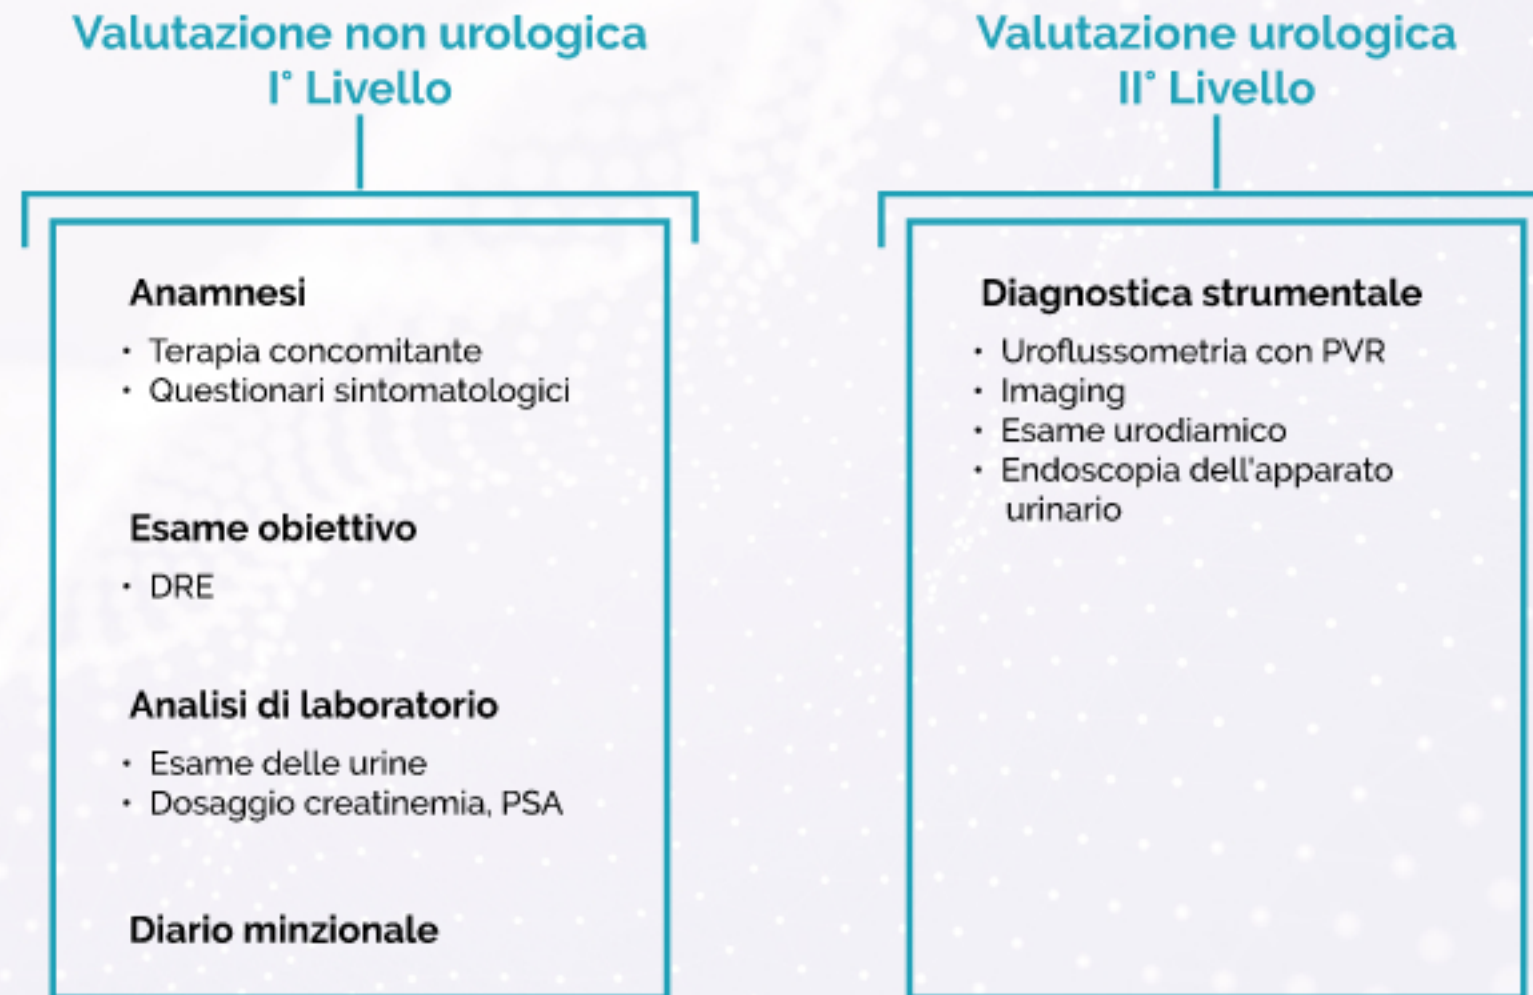 Valutazione non urologica
I° Livello
Anamnesi
• Terapia concomitante
• Questionari sintomatologici
Esame obiettivo
• DRE
Analisi di laboratorio
• Esame delle urine
• Dosaggio creatinemia, PSA
Diario minzionale
Valutazione urologica
II° Livello
Diagnostica strumentale
• Uroflussometria con PVR
• Imaging
• Esame urodiamico
• Endoscopia dell'apparato
urinario